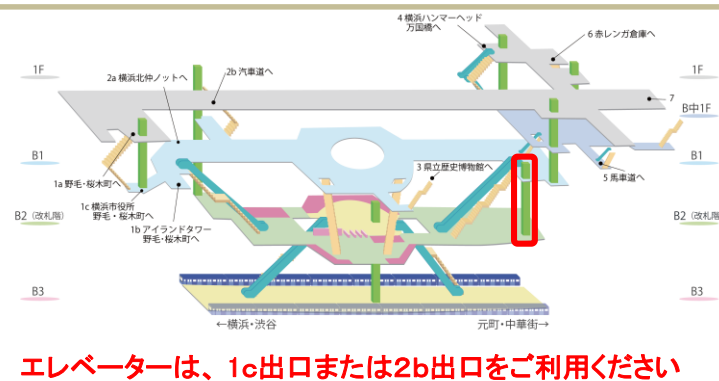 4 横浜ハンマーヘッド
万国橋へ
6 赤レンガ倉庫へ
1F
2a 横浜北仲ノットへ
2b 汽車道へ
1F
7
B中1F
B1
B1
3 県立歴史博物館へ
5 馬車道へ
1a 野毛・桜木町へ
1c 横浜市役所
野毛・桜木町へ
1b アイランドタワー
野毛・桜木町へ
B2 (改札階)
B2 (改札階)
B3
B3
←横浜・渋谷
元町・中華街→
エレベーターは、1c出口または2b出口をご利用ください